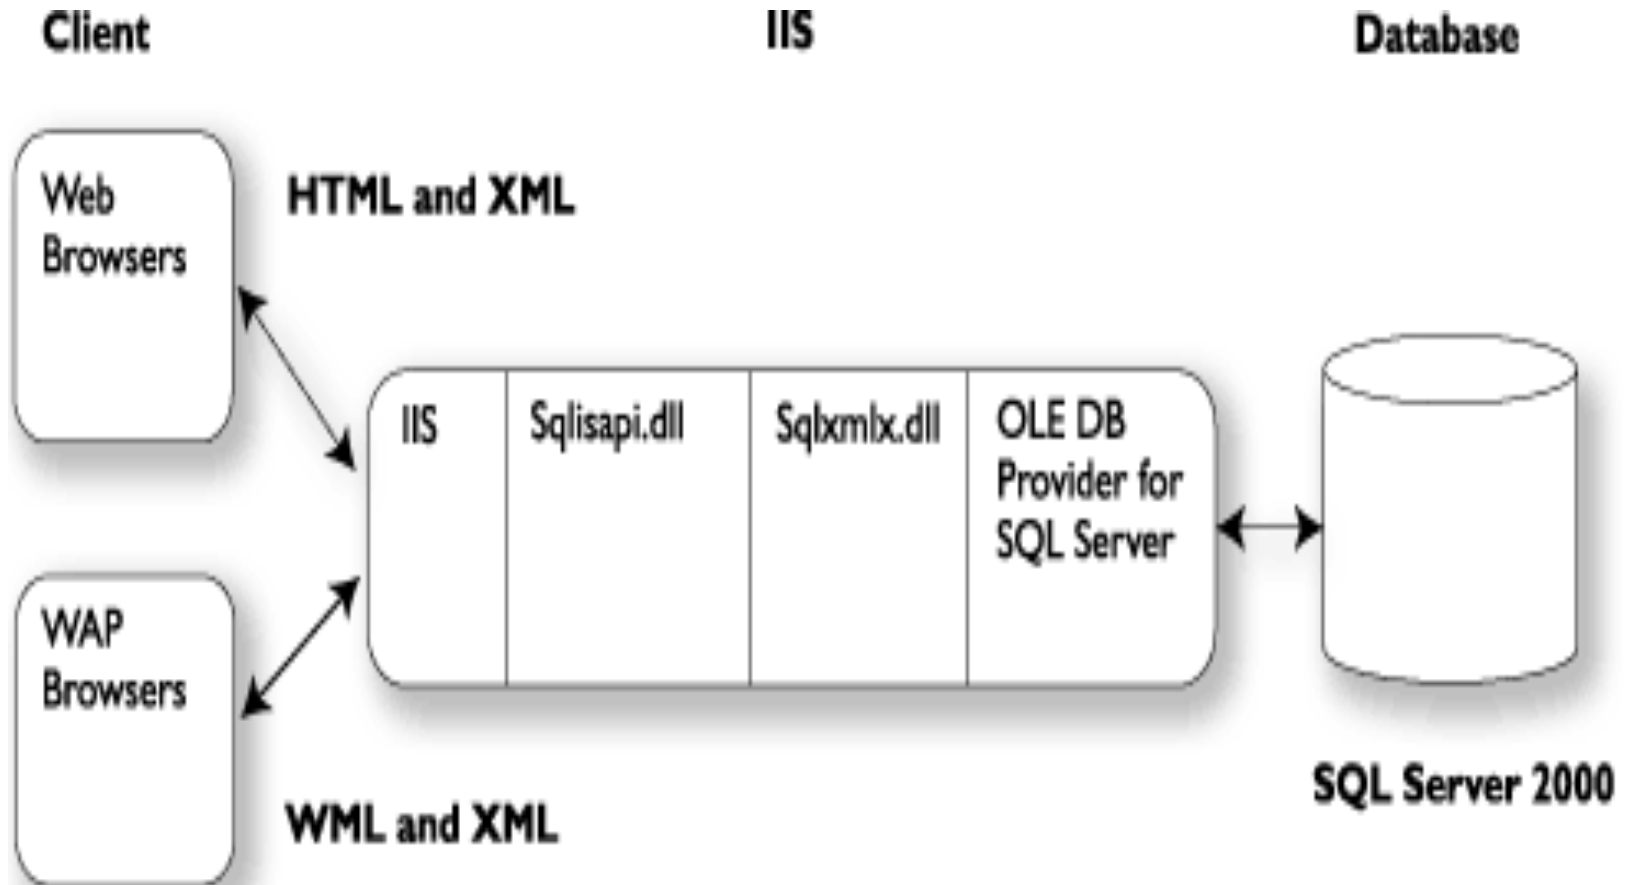 Client
IIS
Database
Web
Browsers
HTML and XML
IIS
Sqlisapi.dll
Sqlxmlx.dll
OLE DB
Provider for
SQL Server
WAP
Browsers
WML and XML
SQL Server 2000